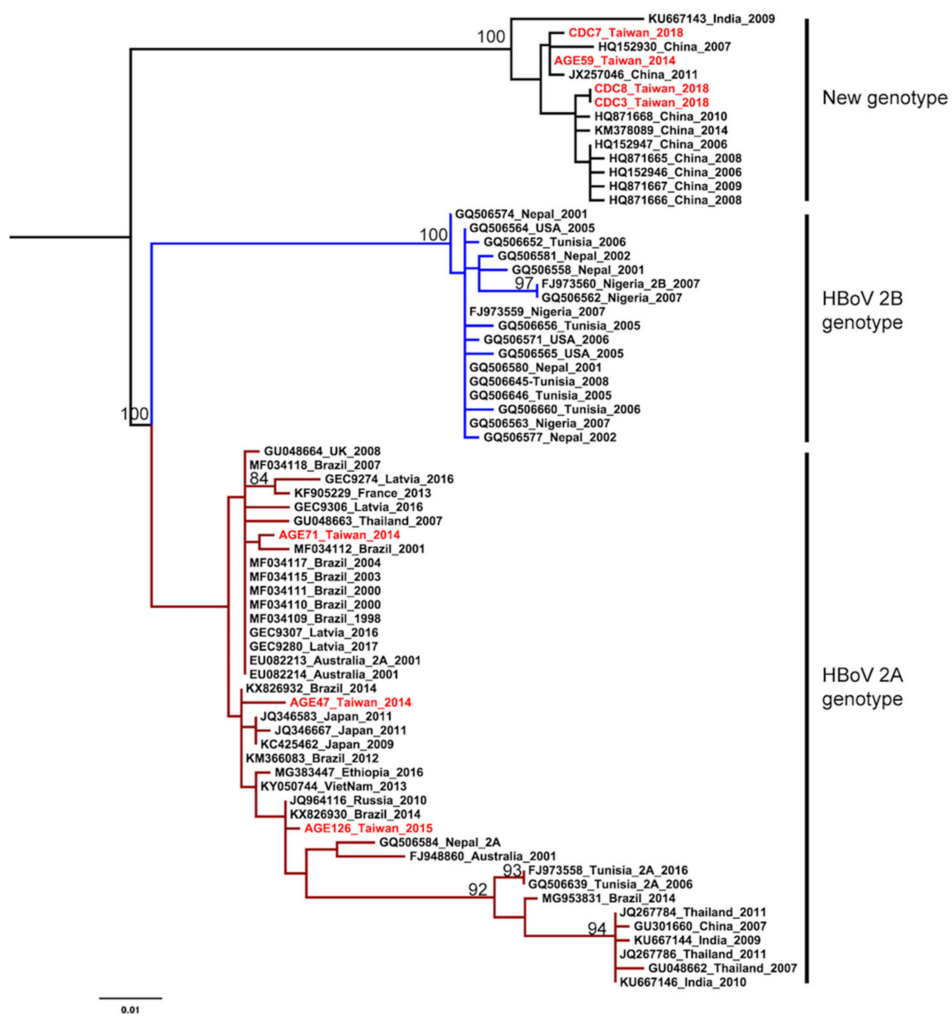 KU667143_India_2009
100
CDC7_Taiwan_2018
HQ152930_China_2007
AGE59_Taiwan_2014
JX257046_China_2011
CDC8_Taiwan_2018
CDC3_Taiwan_2018
HQ871668_China_2010
KM378089_China_2014
HQ152947_China_2006
HQ871665_China_2008
HQ152946_China_2006
HQ871667_China_2009
HQ871666_China_2008
New genotype
GQ506574_Nepal_2001
100
GQ506564_USA_2005
GQ506652_Tunisia_2006
GQ506581_Nepal_2002
GQ506558_Nepal_2001
97
FJ973560_Nigeria_2B_2007
GQ506562_Nigeria_2007
FJ973559_Nigeria_2007
GQ506656_Tunisia_2005
GQ506571_USA_2006
GQ506565_USA_2005
GQ506580_Nepal_2001
GQ506645-Tunisia_2008
GQ506646_Tunisia_2005
GQ506660_Tunisia_2006
GQ506563_Nigeria_2007
GQ506577_Nepal_2002
HBoV 2B
genotype
100
GU048664_UK_2008
MF034118_Brazil_2007
84
GEC9274_Latvia_2016
KF905229_France_2013
GEC9306_Latvia_2016
GU048663_Thailand_2007
AGE71_Taiwan_2014
MF034112_Brazil_2001
MF034117_Brazil_2004
MF034115_Brazil_2003
MF034111_Brazil_2000
MF034110_Brazil_2000
MF034109_Brazil_1998
GEC9307_Latvia_2016
GEC9280_Latvia_2017
EU082213_Australia_2A_2001
EU082214_Australia_2001
KX826932_Brazil_2014
AGE47_Taiwan_2014
JQ346583_Japan_2011
JQ346667_Japan_2011
KC425462_Japan_2009
KM366083_Brazil_2012
MG383447_Ethiopia_2016
KY050744_VietNam_2013
JQ964116_Russia_2010
KX826930_Brazil_2014
AGE126_Taiwan_2015
GQ506584_Nepal_2A
FJ948860_Australia_2001
93
FJ973558_Tunisia_2A_2016
92
GQ506639_Tunisia_2A_2006
MG953831_Brazil_2014
JQ267784_Thailand_2011
94
GU301660_China_2007
KU667144_India_2009
JQ267786_Thailand_2011
GU048662_Thailand_2007
KU667146_India_2010
HBoV 2A
genotype
0.01